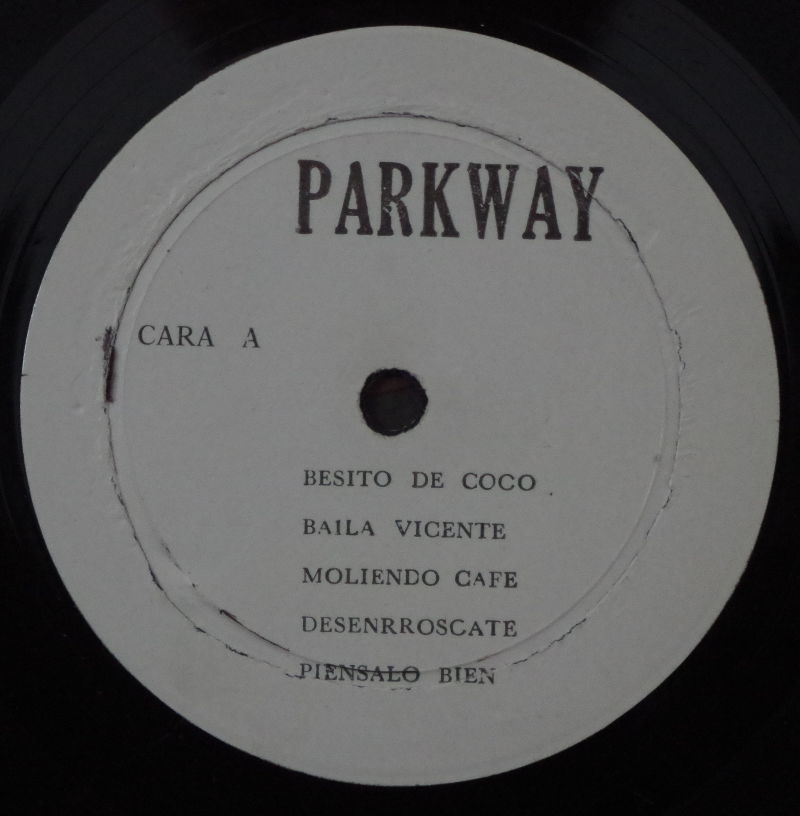 PARKWAY
CARA A
BESITO DE COCO
BAILA VICENTE
MOLIENDO CAFE
DESENRROSCATE
PIENSALO BIEN